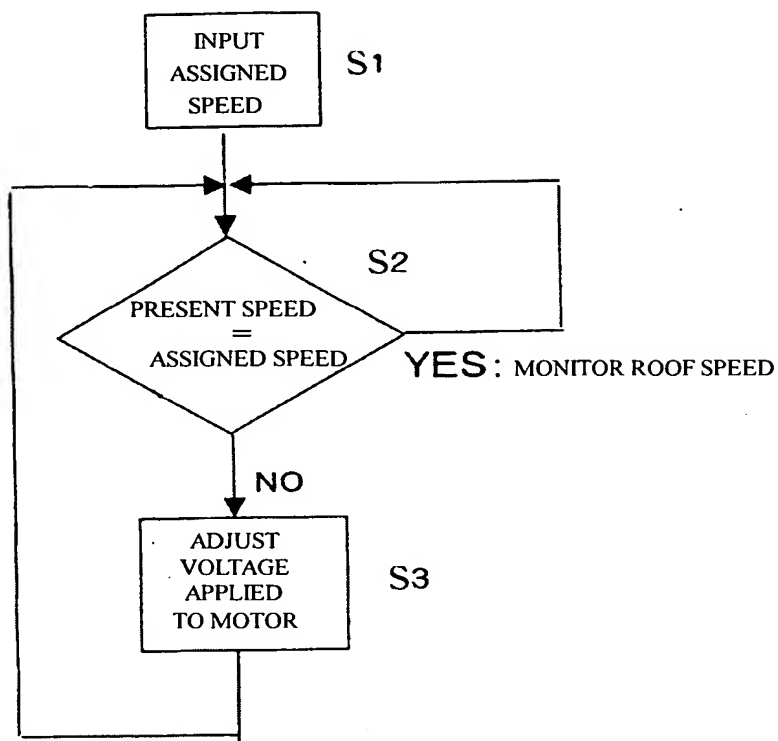 INPUT
ASSIGNED
SPEED
S1
S2
PRESENT SPEED
=
ASSIGNED SPEED
YES: MONITOR ROOF SPEED
NO
ADJUST
VOLTAGE
APPLIED
TO MOTOR
S3